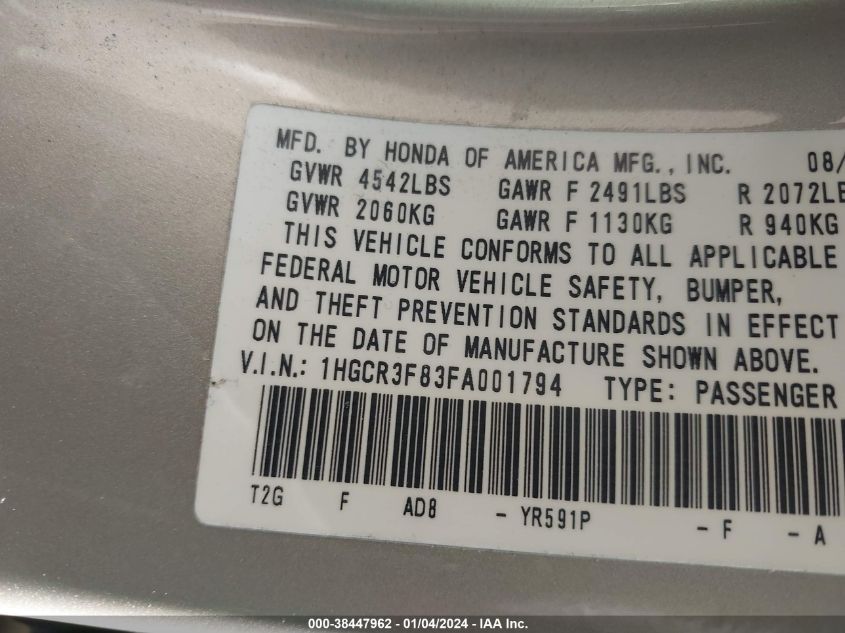 MFD. BY HONDA OF AMERICA MFG., INC. 08/
GVWR 4542LBS GAWR F 2491LBS R 2072LB
GVWR 2060KG GAWR F 1130KG R 940KG
THIS VEHICLE CONFORMS TO ALL APPLICABLE
FEDERAL MOTOR VEHICLE SAFETY, BUMPER,
AND THEFT PREVENTION STANDARDS IN EFFECT
ON THE DATE OF MANUFACTURE SHOWN ABOVE.
V.I.N.: 1HGCR3F83FA001794 TYPE: PASSENGER
T2G F AD8 - YR591P - F - A
000-38447962 - 01/04/2024 - IAA Inc.